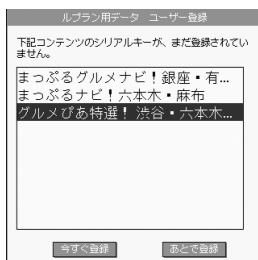 ルプラン用データ　ユーザー登録
下記コンテンツのシリアルキーが、まだ登録されてい
ません。
まっぷるグルメナビ！銀座・有...
まっぷるナビ！六本木・麻布
グルメぴあ特選！渋谷・六本木...
今すぐ登録　あとで登録